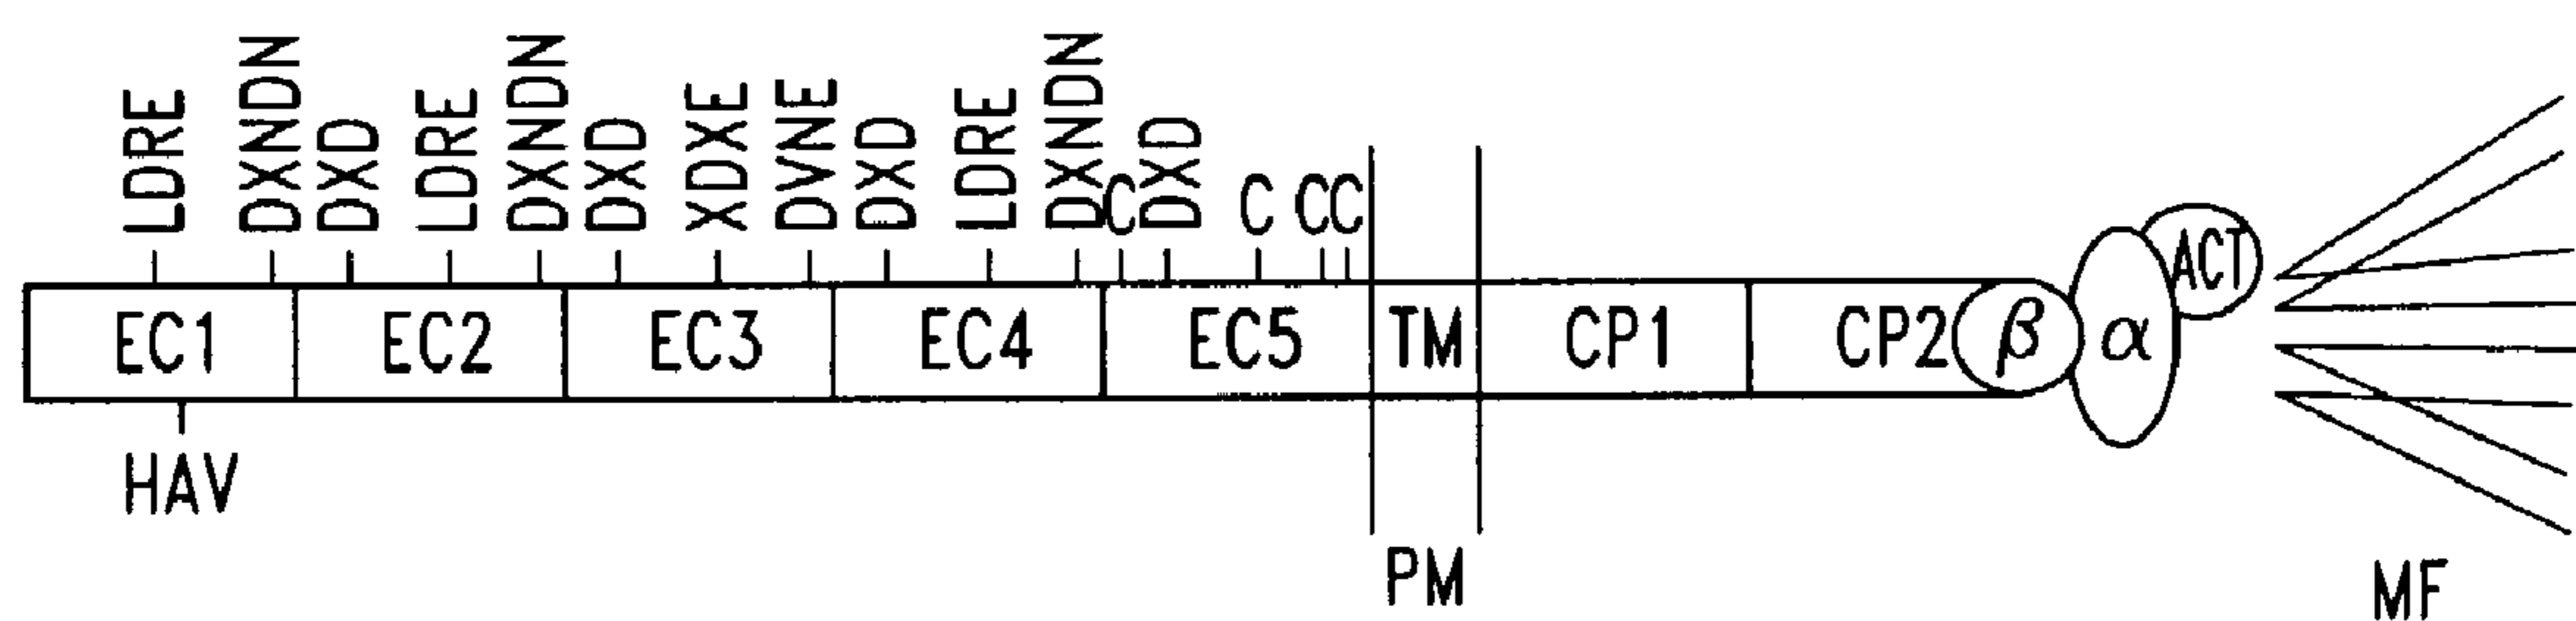 LDRE DXNDN DXD LDRE DXNDN DXD XDXE DVNE DXD LDRE DXNDN C DXD C C C
EC1 EC2 EC3 EC4 EC5 TM CP1 CP2 β α ACT
HAV
PM
MF